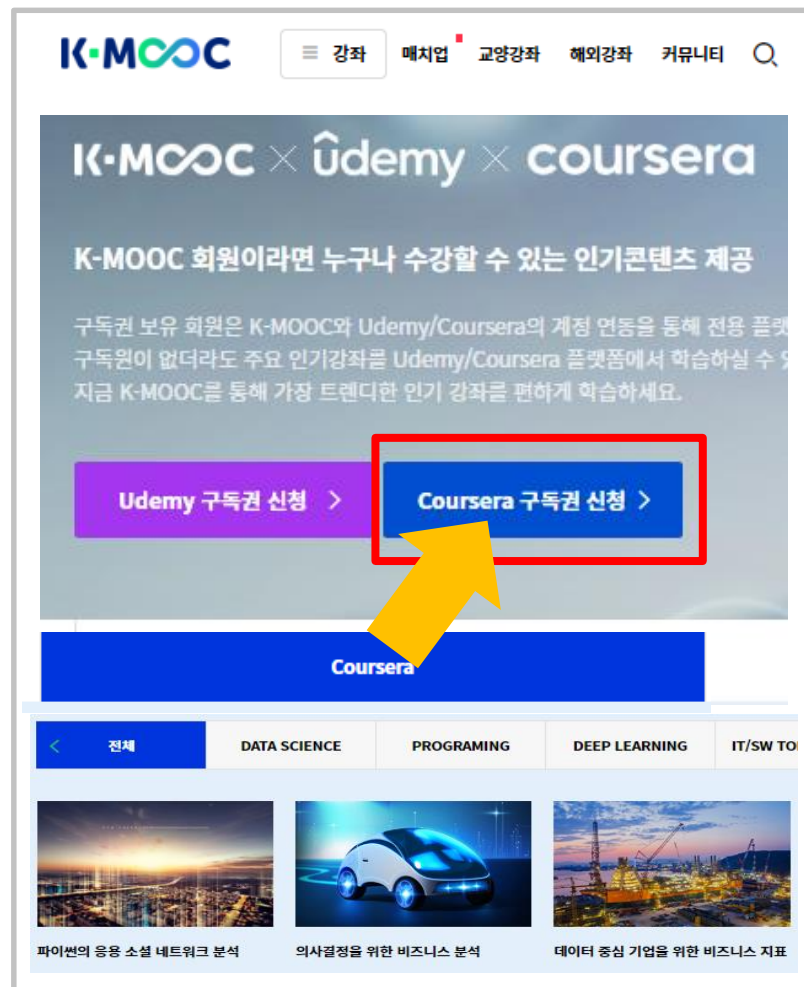 K-MOOC
강좌 매치업 교양강좌 해외강좌 커뮤니티
K-MOOC × ûdemy × coursera
K-MOOC 회원이라면 누구나 수강할 수 있는 인기콘텐츠 제공
구독권 보유 회원은 K-MOOC와 Udemy/Coursera의 계정 연동을 통해 전용 플랫
구독원이 없더라도 주요 인기강좌를 Udemy/Coursera 플랫폼에서 학습하실 수
지금 K-MOOC를 통해 가장 트렌디한 인기 강좌를 편하게 학습하세요.
Udemy 구독권 신청 >
Coursera 구독권 신청 >
Coursera
< 전체 DATA SCIENCE PROGRAMING DEEP LEARNING IT/SW TO
파이썬의 응용 소셜 네트워크 분석
의사결정을 위한 비즈니스 분석
데이터 중심 기업을 위한 비즈니스 지표